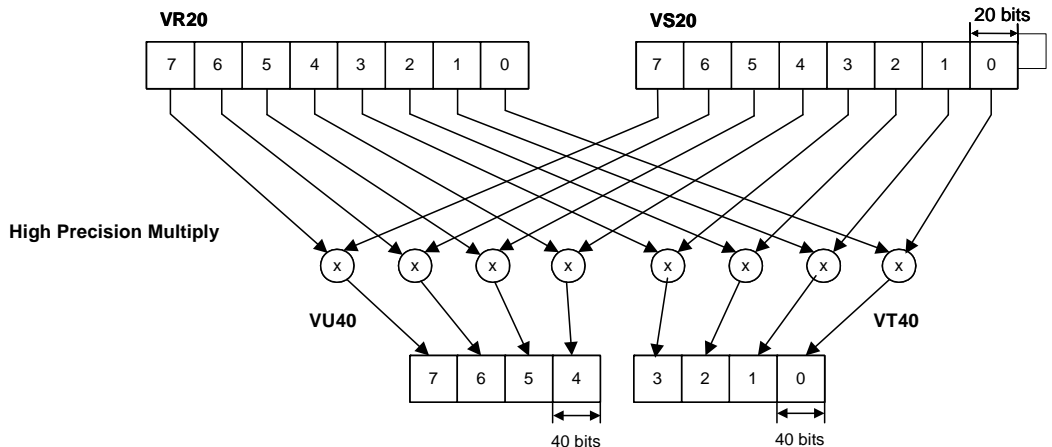 VR20
VS20
20 bits
7 6 5 4 3 2 1 0
7 6 5 4 3 2 1 0
High Precision Multiply
x x x x x x x x
VU40
VT40
7 6 5 4
3 2 1 0
40 bits
40 bits